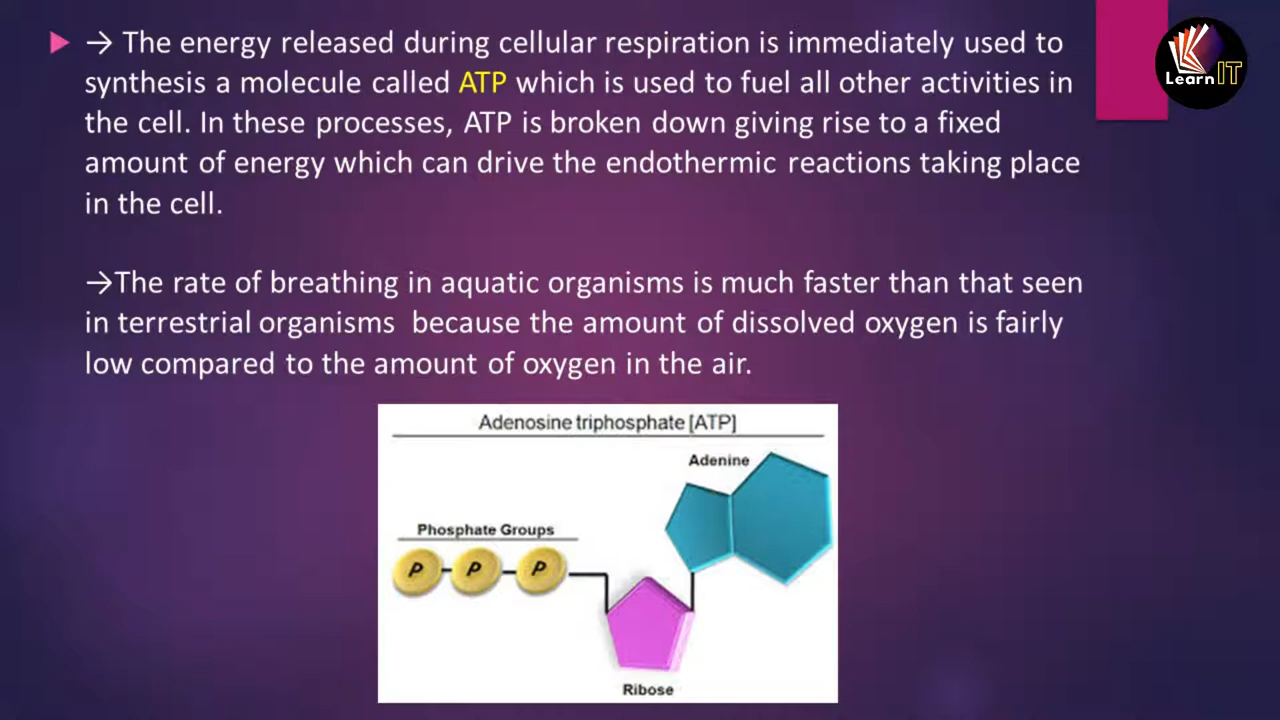 → The energy released during cellular respiration is immediately used to
synthesis a molecule called ATP which is used to fuel all other activities in
the cell. In these processes, ATP is broken down giving rise to a fixed
amount of energy which can drive the endothermic reactions taking place
in the cell.
→The rate of breathing in aquatic organisms is much faster than that seen
in terrestrial organisms because the amount of dissolved oxygen is fairly
low compared to the amount of oxygen in the air.
Learn IT
Adenosine triphosphate [ATP]
Adenine
Phosphate Groups
P P P
Ribose